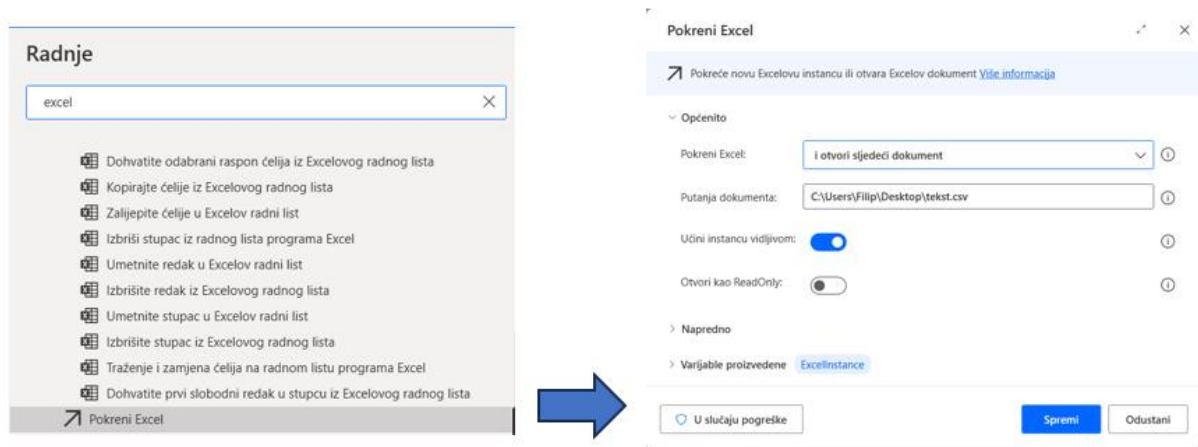 Radnje
excel
Dohvatite odabrani raspon ćelija iz Excelovog radnog lista
Kopirajte ćelije iz Excelovog radnog lista
Zalijepite ćelije u Excelov radni list
Izbriši stupac iz radnog lista programa Excel
Umetnite redak u Excelov radni list
Izbrišite redak iz Excelovog radnog lista
Umetnite stupac u Excelov radni list
Izbrišite stupac iz Excelovog radnog lista
Traženje i zamjena ćelija na radnom listu programa Excel
Dohvatite prvi slobodni redak u stupcu iz Excelovog radnog lista
Pokreni Excel
Pokreni Excel
Pokreće novu Excelovu instancu ili otvara Excelov dokument Više informacija
Općenito
Pokreni Excel: i otvori sljedeći dokument
Putanja dokumenta: C:\Users\Filip\Desktop\tekst.csv
Učini instancu vidljivom:
Otvori kao ReadOnly:
Napredno
Varijable proizvedene ExcelInstance
U slučaju pogreške Spremi Odustani